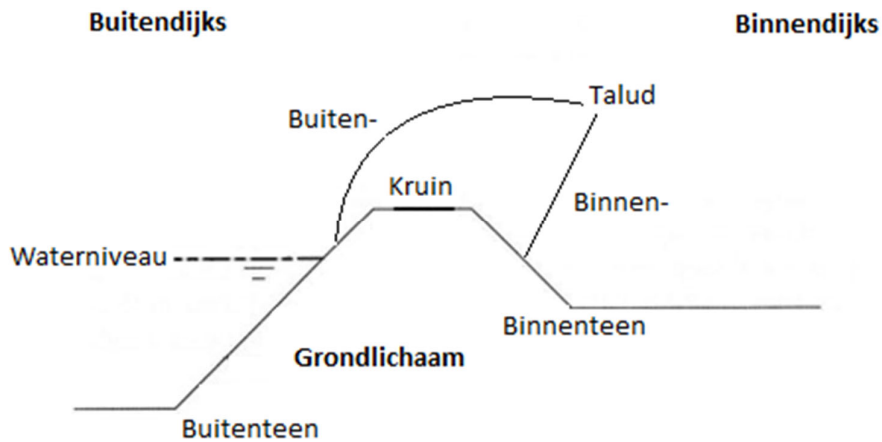 Buitendijks
Binnendijks
Talud
Buiten-
Kruin
Binnen-
Waterniveau
Binnenteen
Grondlichaam
Buitenteen